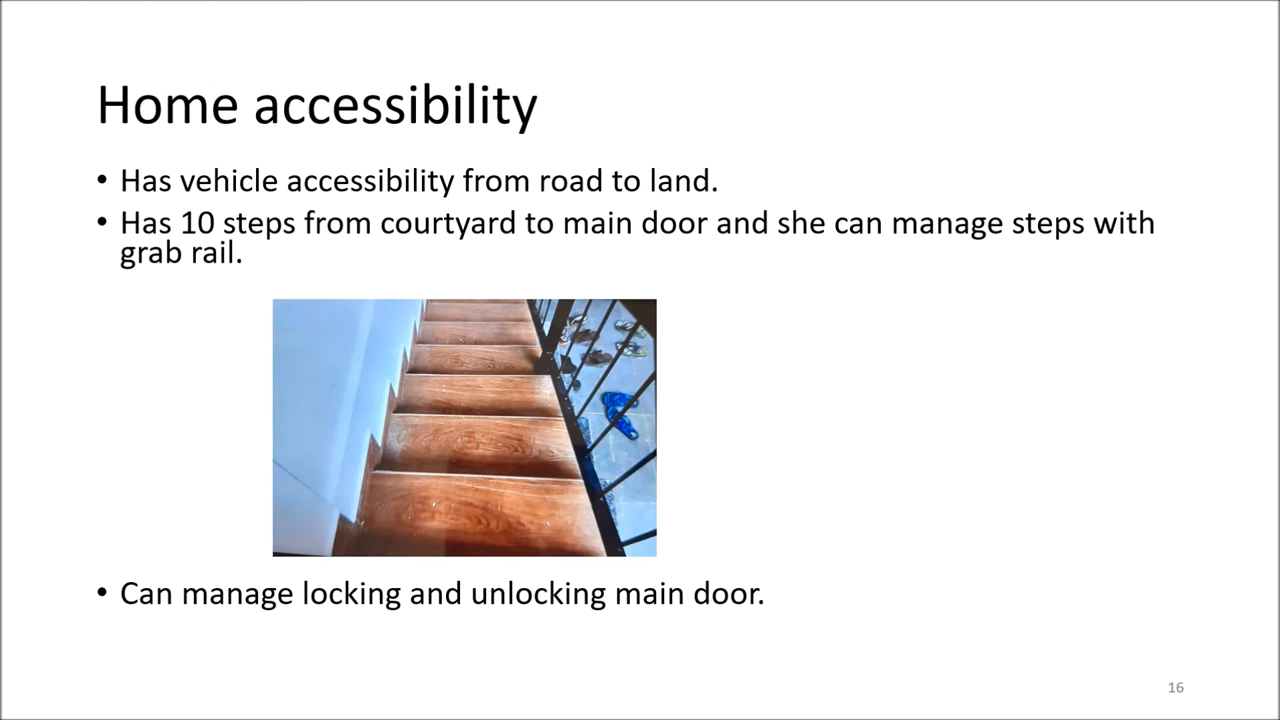 Home accessibility
• Has vehicle accessibility from road to land.
• Has 10 steps from courtyard to main door and she can manage steps with
grab rail.
• Can manage locking and unlocking main door.
16